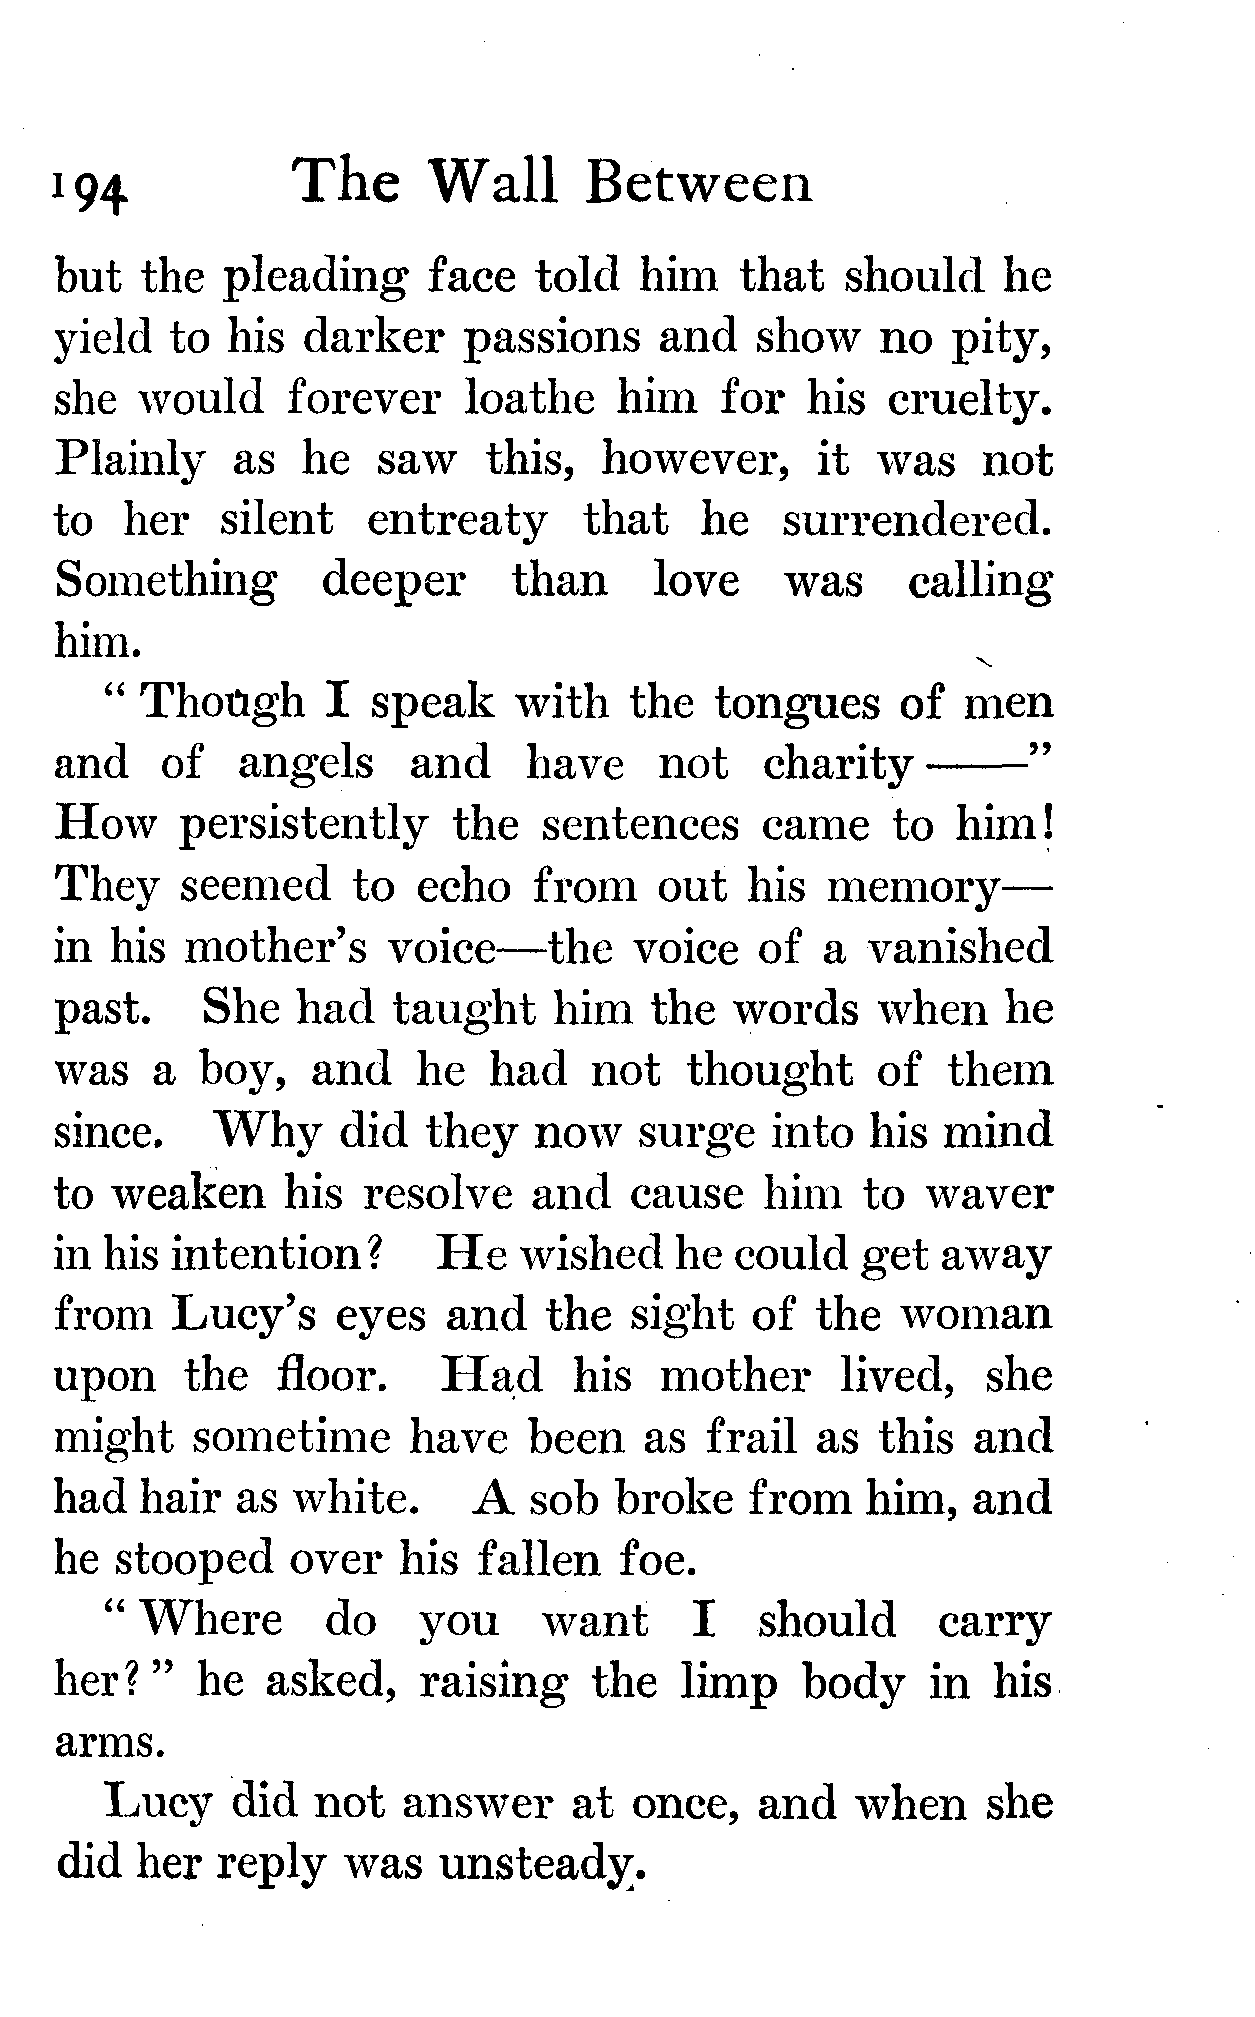 194 The Wall Between
but the pleading face told him that should he
yield to his darker passions and show no pity,
she would forever loathe him for his cruelty.
Plainly as he saw this, however, it was not
to her silent entreaty that he surrendered.
Something deeper than love was calling
him.
“ Though I speak with the tongues of men
and of angels and have not charity ——”
How persistently the sentences came to him!
They seemed to echo from out his memory—
in his mother’s voice—the voice of a vanished
past. She had taught him the words when he
was a boy, and he had not thought of them
since. Why did they now surge into his mind
to weaken his resolve and cause him to waver
in his intention? He wished he could get away
from Lucy’s eyes and the sight of the woman
upon the floor. Had his mother lived, she
might sometime have been as frail as this and
had hair as white. A sob broke from him, and
he stooped over his fallen foe.
“ Where do you want I should carry
her? ” he asked, raising the limp body in his
arms.
Lucy did not answer at once, and when she
did her reply was unsteady.